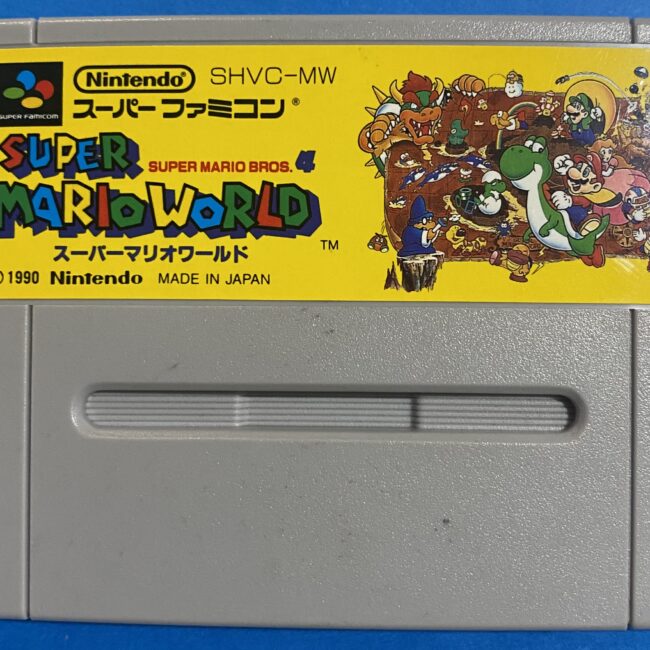 SUPER FAMICOM
Nintendo SHVC-MW
スーパーファミコン®
SUPER
SUPER MARIO BROS. 4
MARIO WORLD
TM
スーパーマリオワールド
© 1990 Nintendo MADE IN JAPAN